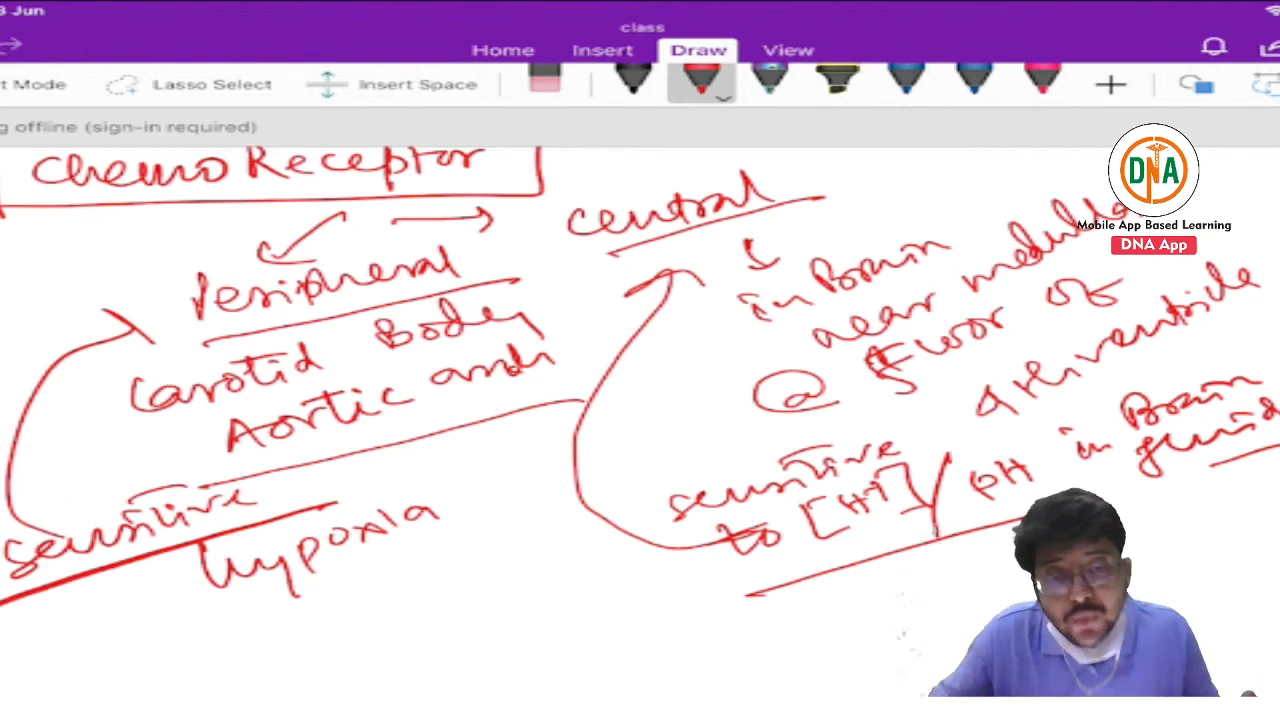 3 Jun
class
Home Insert Draw View
rt Mode Lasso Select Insert Space
g offline (sign-in required)
DNA
Mobile App Based Learning
DNA App
Chemo Receptor
Peripheral
Carotid Body
Aortic
sensitive
hypoxia
central
in Brain
near medulla
@ floor of
4th ventricle
sensitive
to [H+] / PH in Brain